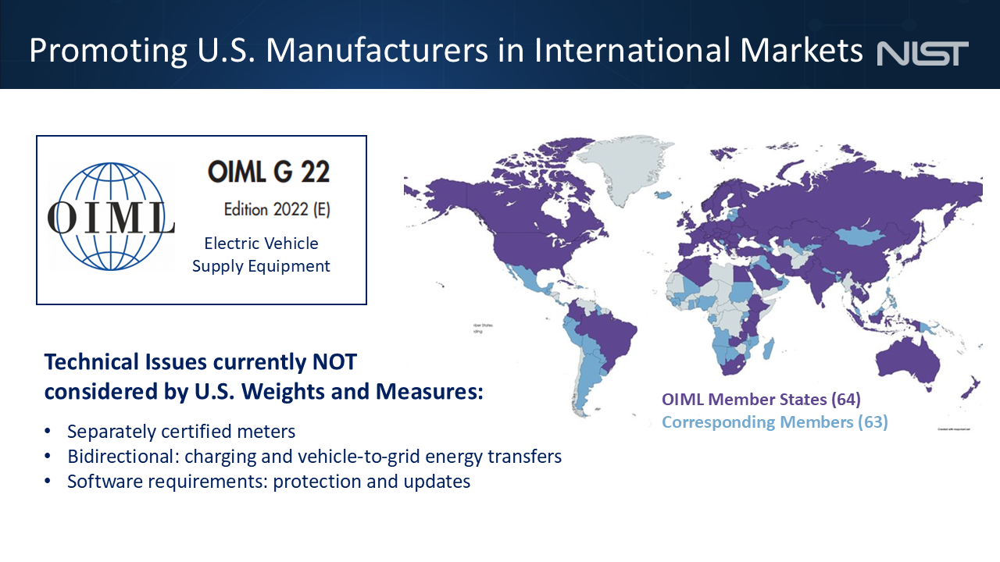 Promoting U.S. Manufacturers in International Markets
NIST
OIML
OIML G 22
Edition 2022 (E)
Electric Vehicle
Supply Equipment
Technical Issues currently NOT
considered by U.S. Weights and Measures:
• Separately certified meters
• Bidirectional: charging and vehicle-to-grid energy transfers
• Software requirements: protection and updates
OIML Member States (64)
Corresponding Members (63)